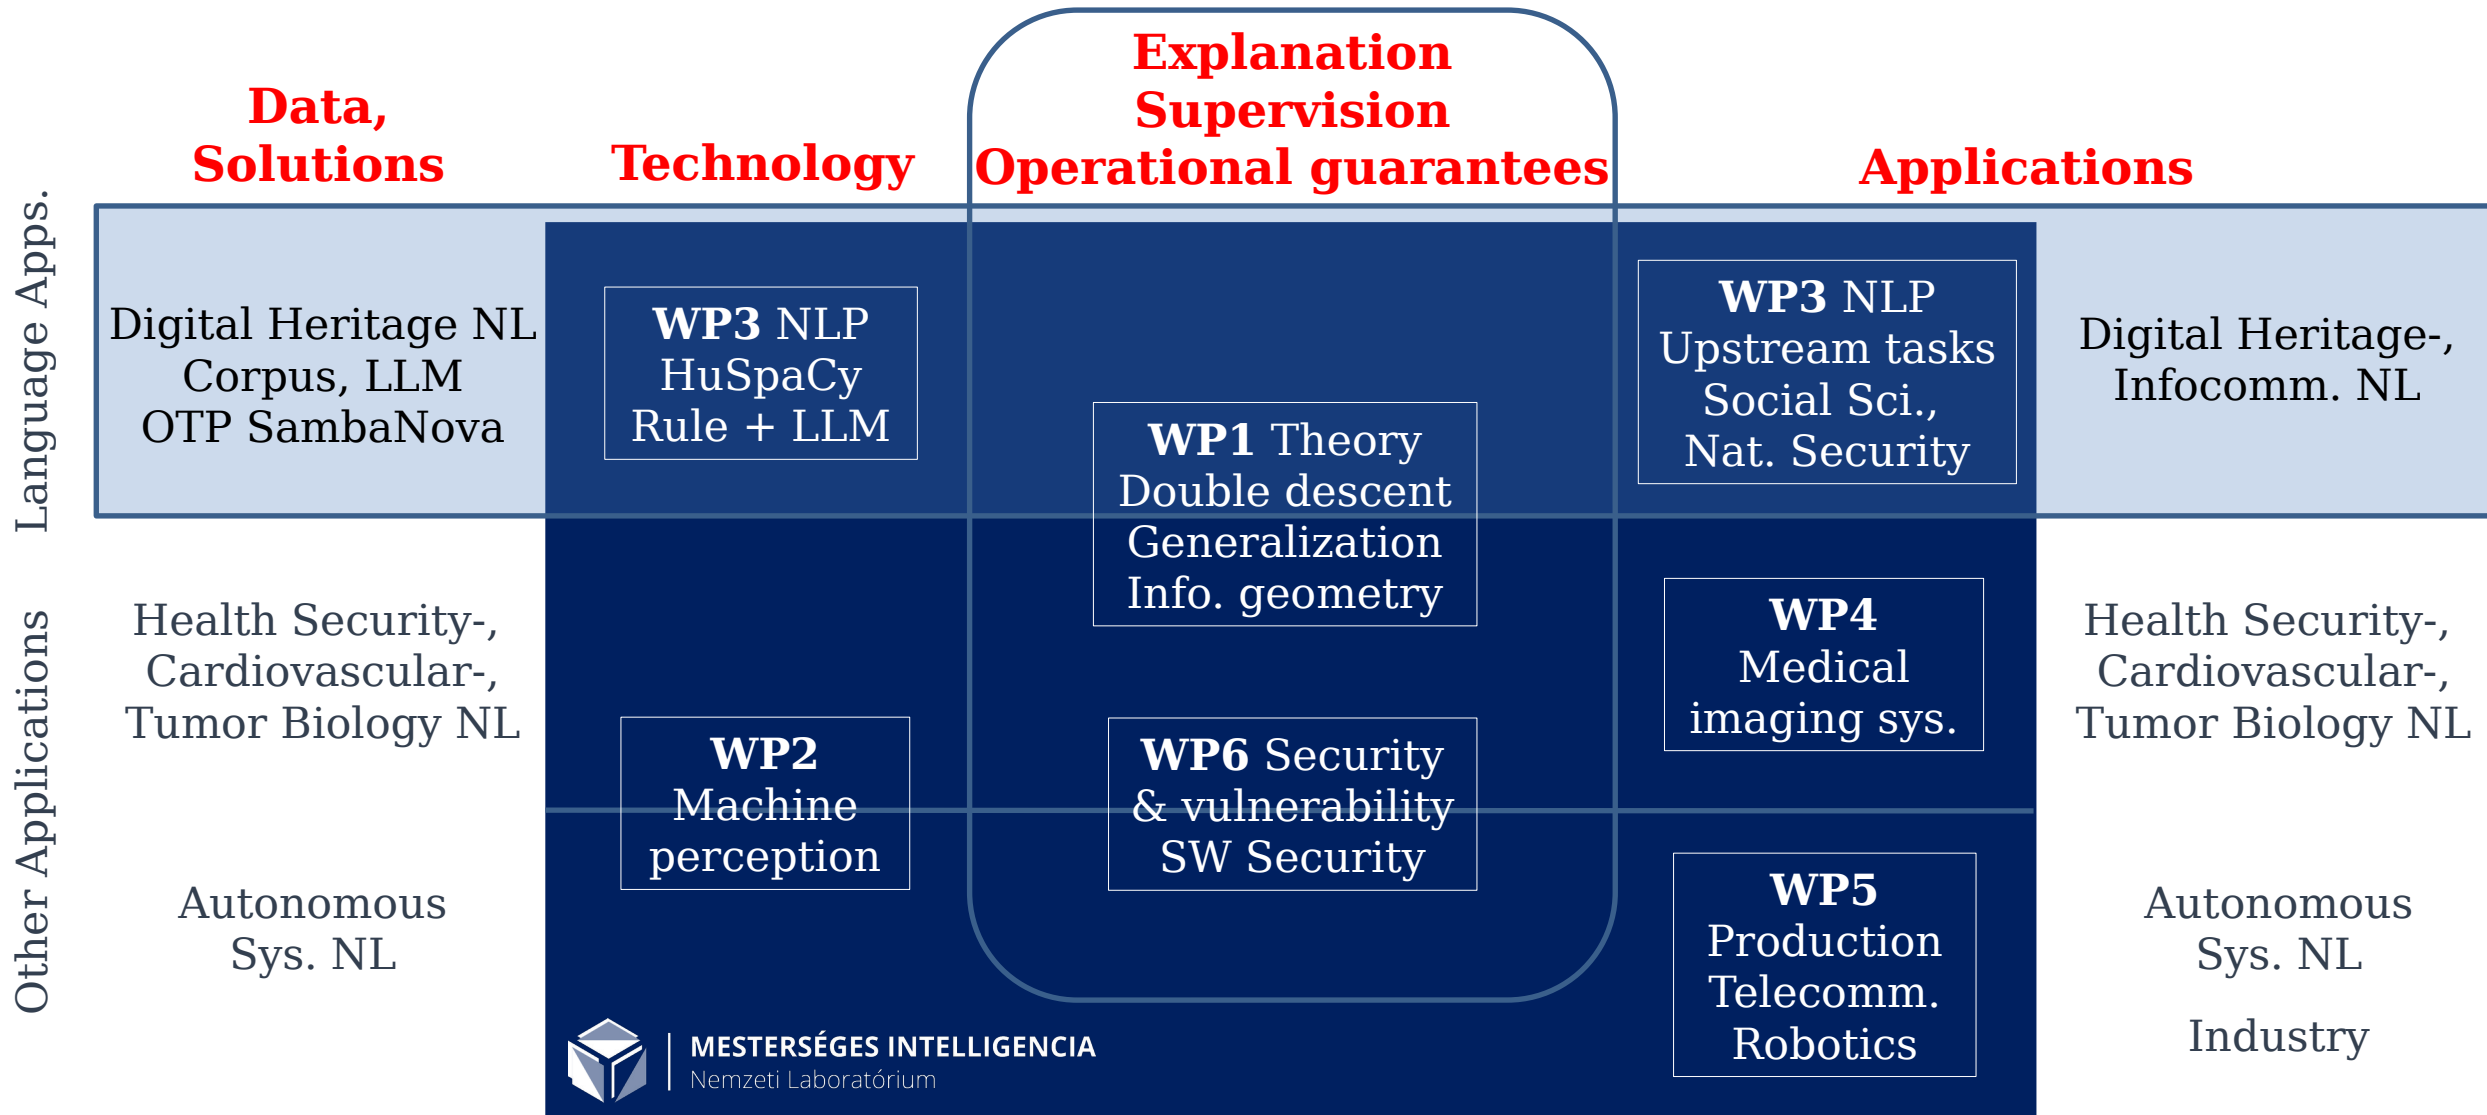 Explanation
Supervision
Operational guarantees
Data,
Solutions
Technology
Applications
Language Apps.
Digital Heritage NL
Corpus, LLM
OTP SambaNova
WP3 NLP
HuSpaCy
Rule + LLM
WP1 Theory
Double descent
Generalization
Info. geometry
WP3 NLP
Upstream tasks
Social Sci.,
Nat. Security
Digital Heritage-,
Infocomm. NL
Other Applications
Health Security-,
Cardiovascular-,
Tumor Biology NL
WP2
Machine
perception
WP6 Security
& vulnerability
SW Security
WP4
Medical
imaging sys.
Health Security-,
Cardiovascular-,
Tumor Biology NL
Autonomous
Sys. NL
WP5
Production
Telecomm.
Robotics
Autonomous
Sys. NL
Industry
MESTERSÉGES INTELLIGENCIA
Nemzeti Laboratórium